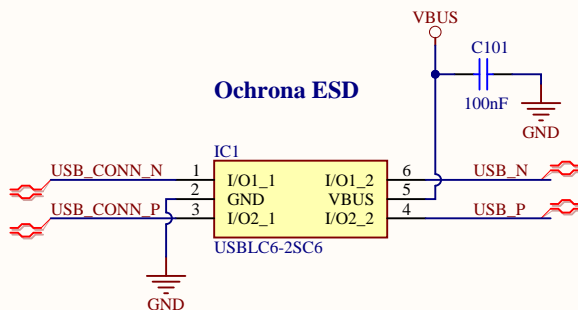 VBUS
C101
Ochrona ESD
100nF
GND
IC1
USB_CONN_N 1 I/O1_1 I/O1_2 6 USB_N
2 GND VBUS 5
USB_CONN_P 3 I/O2_1 I/O2_2 4 USB_P
USBLC6-2SC6
GND